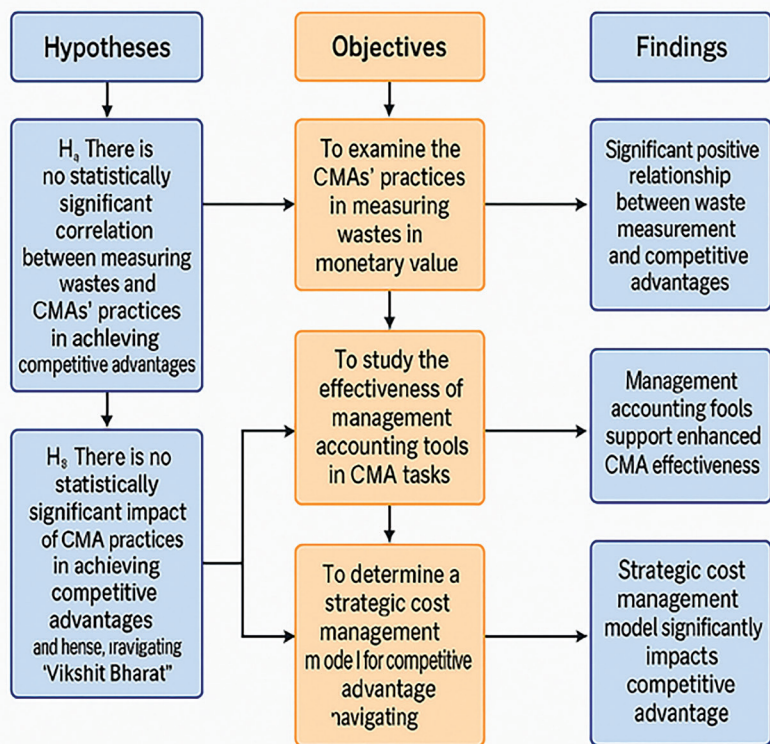 Hypotheses
Hₐ There is
no statistically
significant
correlation
between measuring
wastes and
CMAs' practices
in achieving
competitive advantages
H₈ There is no
statistically
significant impact
of CMA practices
in achieving
competitive
advantages
and hense, ıravigating
'Vikshit Bharat"
Objectives
To examine the
CMAs' practices
in measuring
wastes in
monetary value
To study the
effectiveness of
management
accounting tools
in CMA tasks
To determine a
strategic cost
management
model for competitive
advantage
navigating
Findings
Significant positive
relationship
between waste
measurement
and competitive
advantages
Management
accounting fools
support enhanced
CMA effectiveness
Strategic cost
management
model significantly
impacts
competitive
advantage